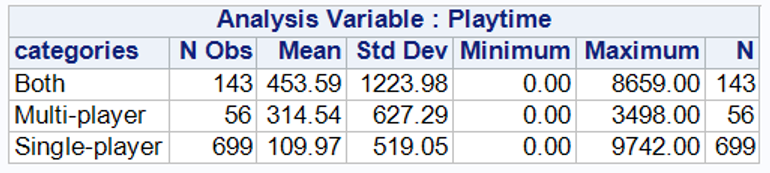 Analysis Variable : Playtime
categories N Obs Mean Std Dev Minimum Maximum N
Both 143 453.59 1223.98 0.00 8659.00 143
Multi-player 56 314.54 627.29 0.00 3498.00 56
Single-player 699 109.97 519.05 0.00 9742.00 699